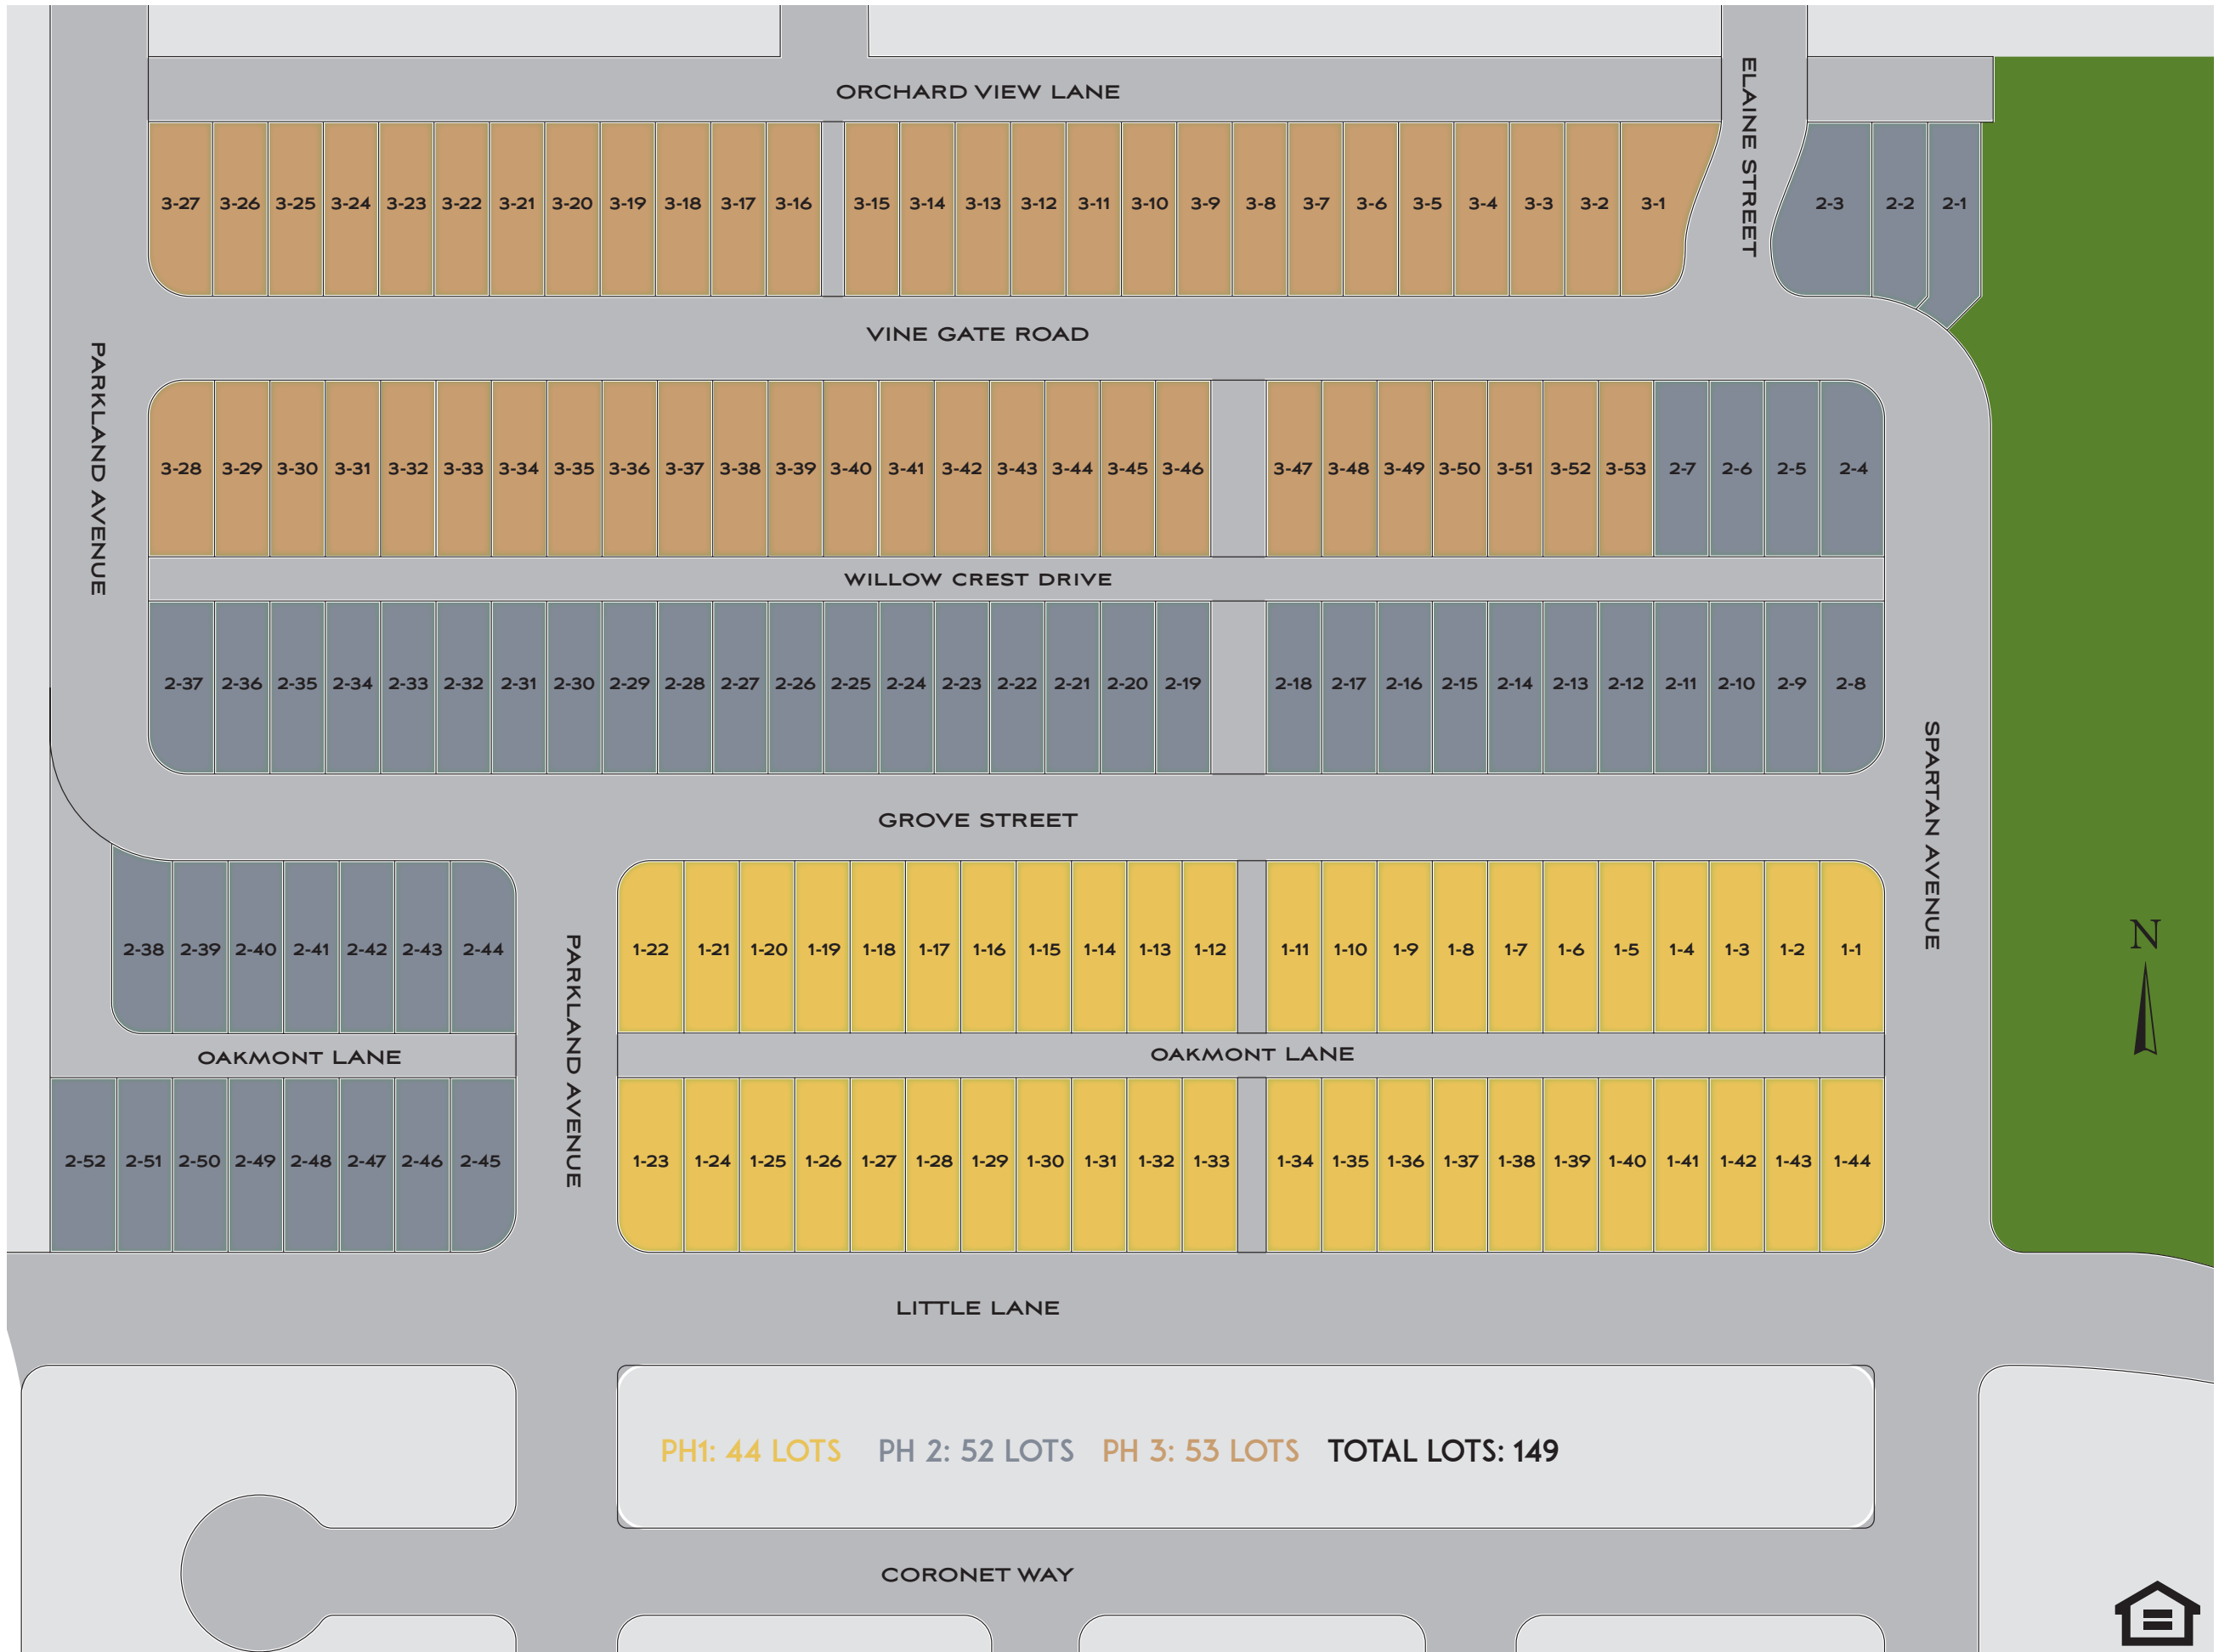 ORCHARD VIEW LANE
ELAINE STREET
3-27 3-26 3-25 3-24 3-23 3-22 3-21 3-20 3-19 3-18 3-17 3-16 3-15 3-14 3-13 3-12 3-11 3-10 3-9 3-8 3-7 3-6 3-5 3-4 3-3 3-2 3-1 2-3 2-2 2-1
VINE GATE ROAD
PARKLAND AVENUE
3-28 3-29 3-30 3-31 3-32 3-33 3-34 3-35 3-36 3-37 3-38 3-39 3-40 3-41 3-42 3-43 3-44 3-45 3-46 3-47 3-48 3-49 3-50 3-51 3-52 3-53 2-7 2-6 2-5 2-4
WILLOW CREST DRIVE
2-37 2-36 2-35 2-34 2-33 2-32 2-31 2-30 2-29 2-28 2-27 2-26 2-25 2-24 2-23 2-22 2-21 2-20 2-19 2-18 2-17 2-16 2-15 2-14 2-13 2-12 2-11 2-10 2-9 2-8
SPARTAN AVENUE
GROVE STREET
2-38 2-39 2-40 2-41 2-42 2-43 2-44 1-22 1-21 1-20 1-19 1-18 1-17 1-16 1-15 1-14 1-13 1-12 1-11 1-10 1-9 1-8 1-7 1-6 1-5 1-4 1-3 1-2 1-1
N
PARKLAND AVENUE
OAKMONT LANE
OAKMONT LANE
2-52 2-51 2-50 2-49 2-48 2-47 2-46 2-45 1-23 1-24 1-25 1-26 1-27 1-28 1-29 1-30 1-31 1-32 1-33 1-34 1-35 1-36 1-37 1-38 1-39 1-40 1-41 1-42 1-43 1-44
LITTLE LANE
PH1: 44 LOTS PH 2: 52 LOTS PH 3: 53 LOTS TOTAL LOTS: 149
CORONET WAY